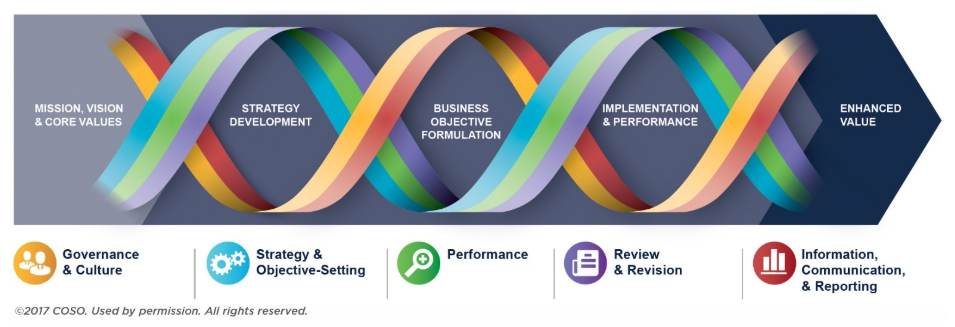 MISSION, VISION
& CORE VALUES
STRATEGY
DEVELOPMENT
BUSINESS
OBJECTIVE
FORMULATION
IMPLEMENTATION
& PERFORMANCE
ENHANCED
VALUE
Governance
& Culture
Strategy &
Objective-Setting
Performance
Review
& Revision
Information,
Communication,
& Reporting
©2017 COSO. Used by permission. All rights reserved.